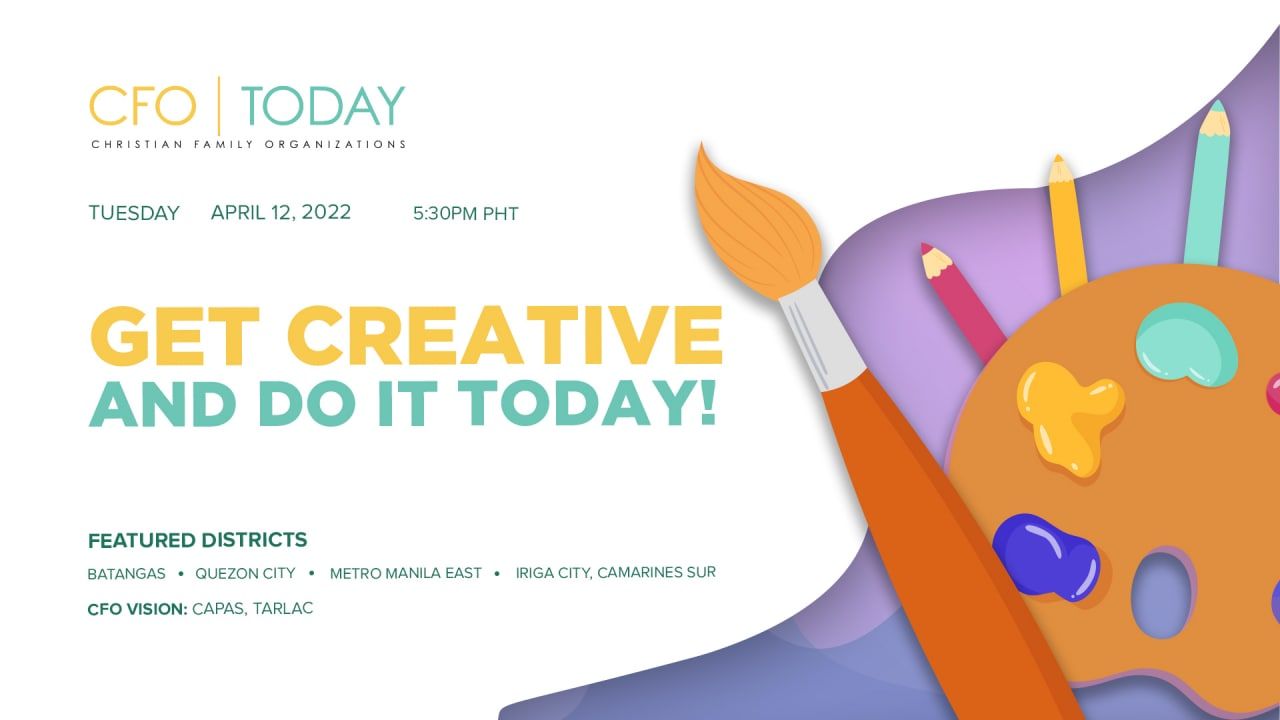 CFO | TODAY
CHRISTIAN FAMILY ORGANIZATIONS
TUESDAY APRIL 12, 2022 5:30PM PHT
GET CREATIVE
AND DO IT TODAY!
FEATURED DISTRICTS
BATANGAS • QUEZON CITY • METRO MANILA EAST • IRIGA CITY, CAMARINES SUR
CFO VISION: CAPAS, TARLAC